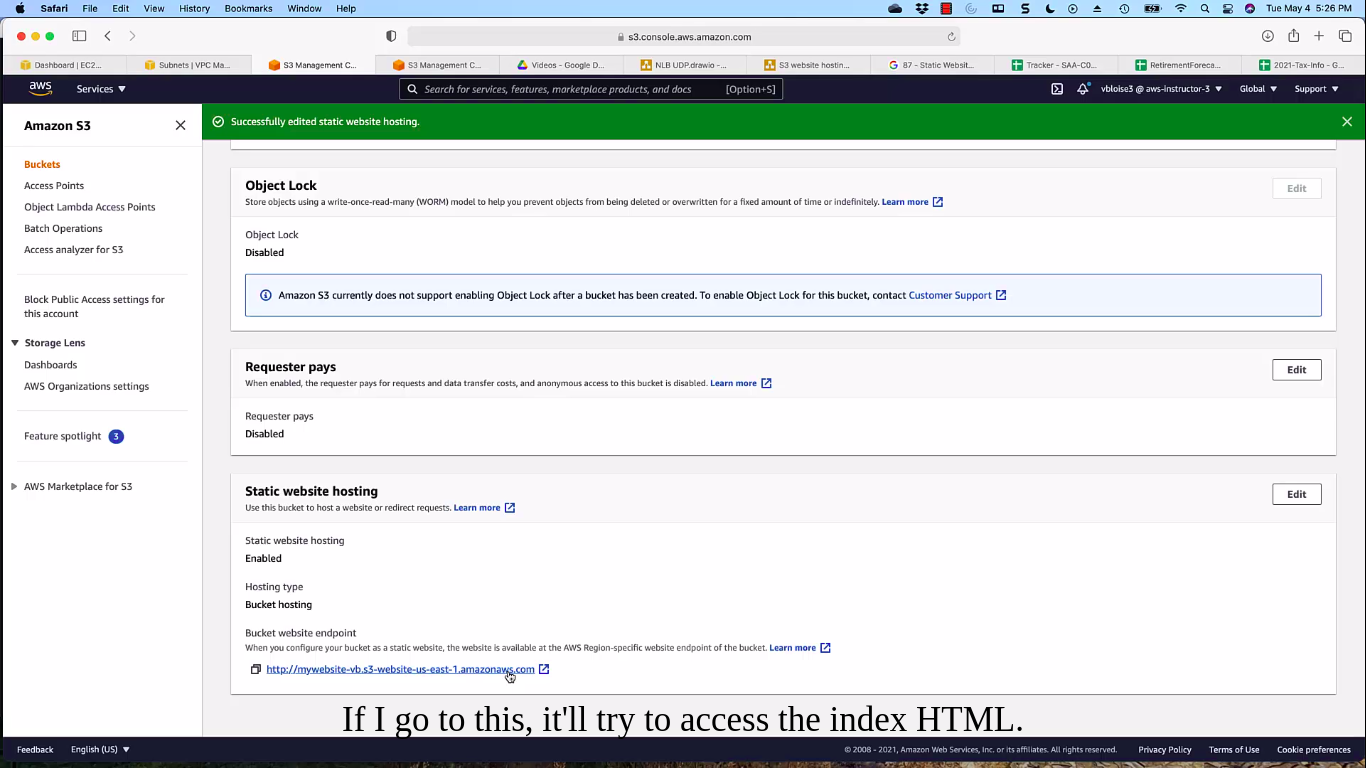 Safari File Edit View History Bookmarks Window Help Tue May 4 5:26 PM
s3.console.aws.amazon.com
Dashboard | EC2... Subnets | VPC Ma... S3 Management C... S3 Management C... Videos – Google D... NLB UDP.drawio -... S3 website hostin... 87 - Static Websit... Tracker - SAA-C0... RetirementForeca... 2021-Tax-Info - G...
aws Services Search for services, features, marketplace products, and docs [Option+S] vbloise3 @ aws-instructor-3 Global Support
Amazon S3
Successfully edited static website hosting.
Buckets
Access Points
Object Lambda Access Points
Batch Operations
Access analyzer for S3
Block Public Access settings for
this account
Storage Lens
Dashboards
AWS Organizations settings
Feature spotlight 3
AWS Marketplace for S3
Object Lock Edit
Store objects using a write-once-read-many (WORM) model to help you prevent objects from being deleted or overwritten for a fixed amount of time or indefinitely. Learn more
Object Lock
Disabled
Amazon S3 currently does not support enabling Object Lock after a bucket has been created. To enable Object Lock for this bucket, contact Customer Support
Requester pays Edit
When enabled, the requester pays for requests and data transfer costs, and anonymous access to this bucket is disabled. Learn more
Requester pays
Disabled
Static website hosting Edit
Use this bucket to host a website or redirect requests. Learn more
Static website hosting
Enabled
Hosting type
Bucket hosting
Bucket website endpoint
When you configure your bucket as a static website, the website is available at the AWS Region-specific website endpoint of the bucket. Learn more
http://mywebsite-vb.s3-website-us-east-1.amazonaws.com
If I go to this, it'll try to access the index HTML.
Feedback English (US) © 2008 - 2021, Amazon Web Services, Inc. or its affiliates. All rights reserved. Privacy Policy Terms of Use Cookie preferences